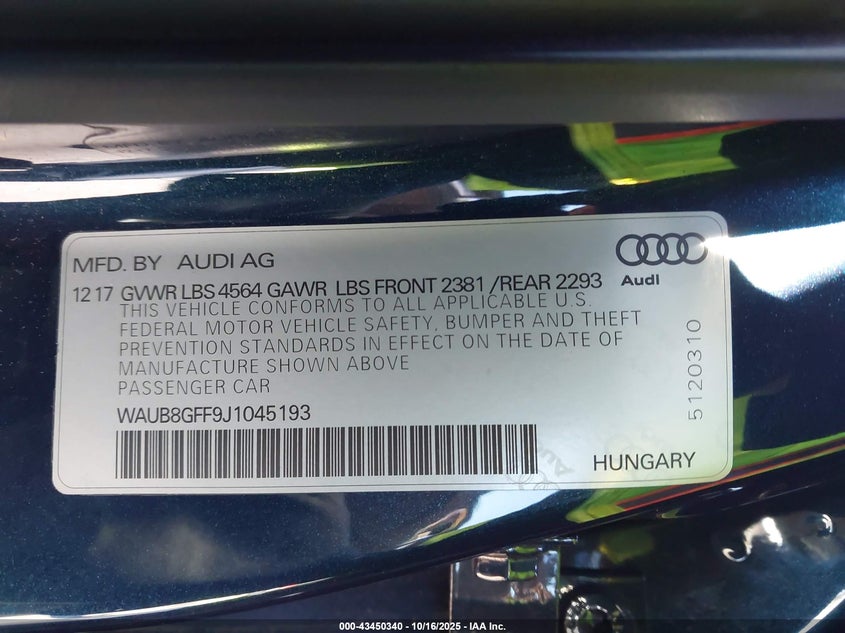 MFD. BY AUDI AG
Audi
12 17 GVWR LBS 4564 GAWR LBS FRONT 2381 /REAR 2293
THIS VEHICLE CONFORMS TO ALL APPLICABLE U.S.
FEDERAL MOTOR VEHICLE SAFETY, BUMPER AND THEFT
PREVENTION STANDARDS IN EFFECT ON THE DATE OF
MANUFACTURE SHOWN ABOVE
PASSENGER CAR
WAUB8GFF9J1045193
HUNGARY
5120310
000-43450340 - 10/16/2025 - IAA Inc.